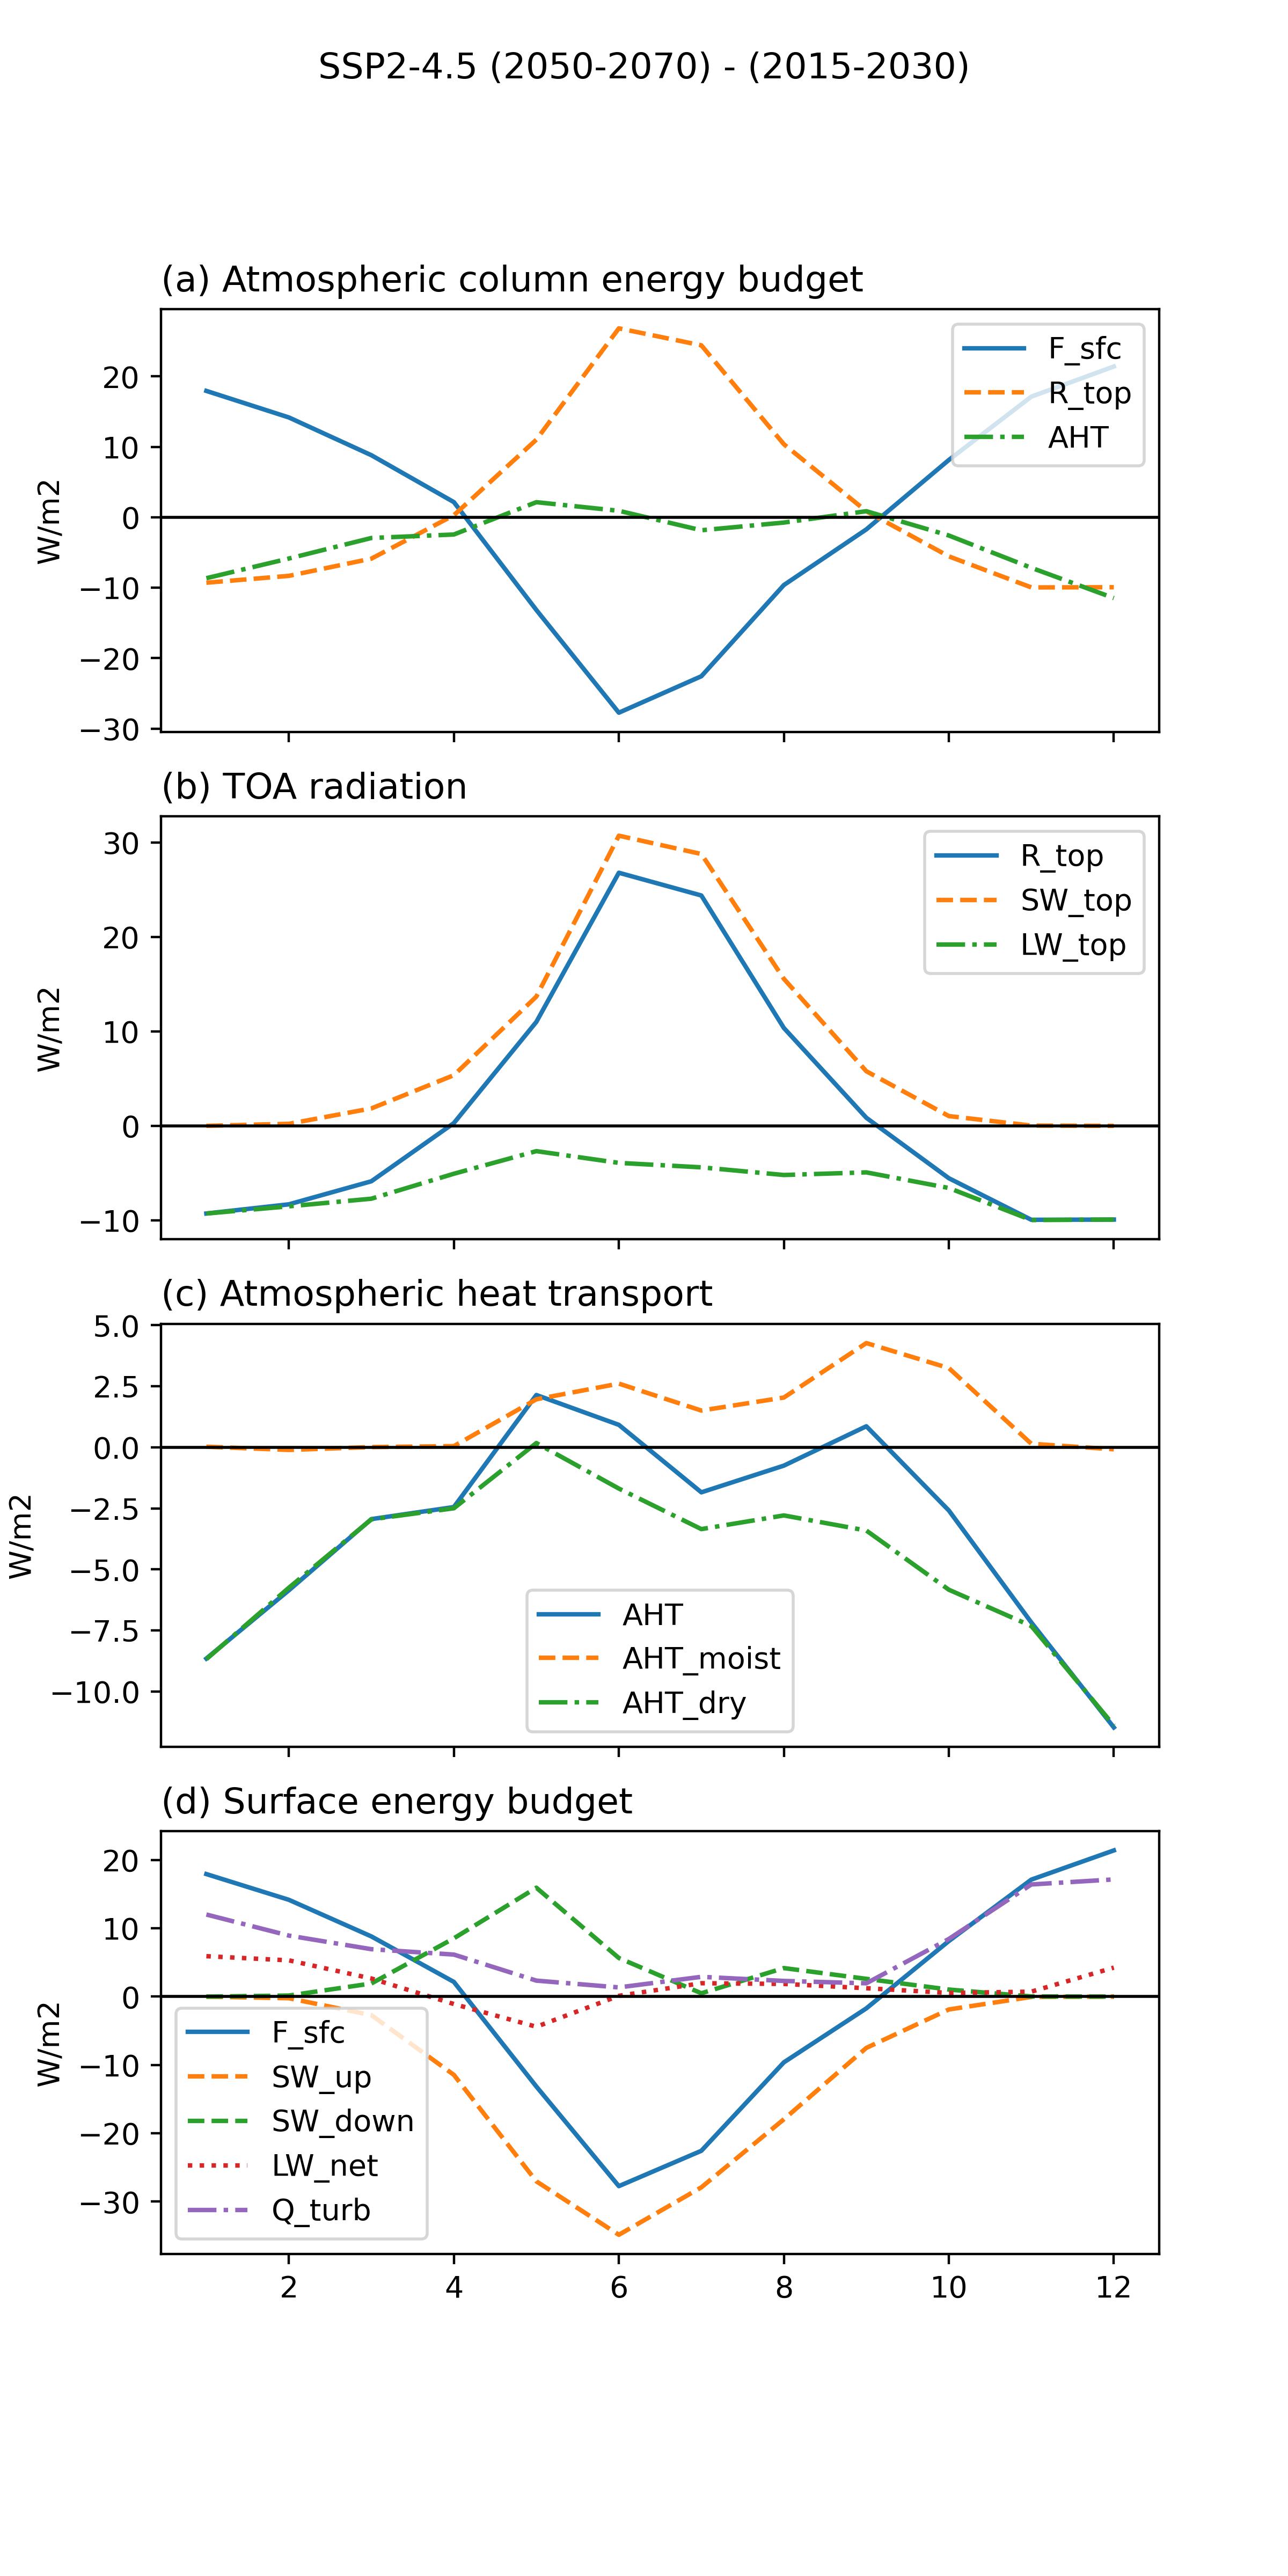 SSP2-4.5 (2050-2070) - (2015-2030)
(a) Atmospheric column energy budget
W/m2
20
10
0
−10
−20
−30
F_sfc
R_top
AHT
(b) TOA radiation
W/m2
30
20
10
0
−10
R_top
SW_top
LW_top
(c) Atmospheric heat transport
W/m2
5.0
2.5
0.0
−2.5
−5.0
−7.5
−10.0
AHT
AHT_moist
AHT_dry
(d) Surface energy budget
W/m2
20
10
0
−10
−20
−30
F_sfc
SW_up
SW_down
LW_net
Q_turb
2 4 6 8 10 12